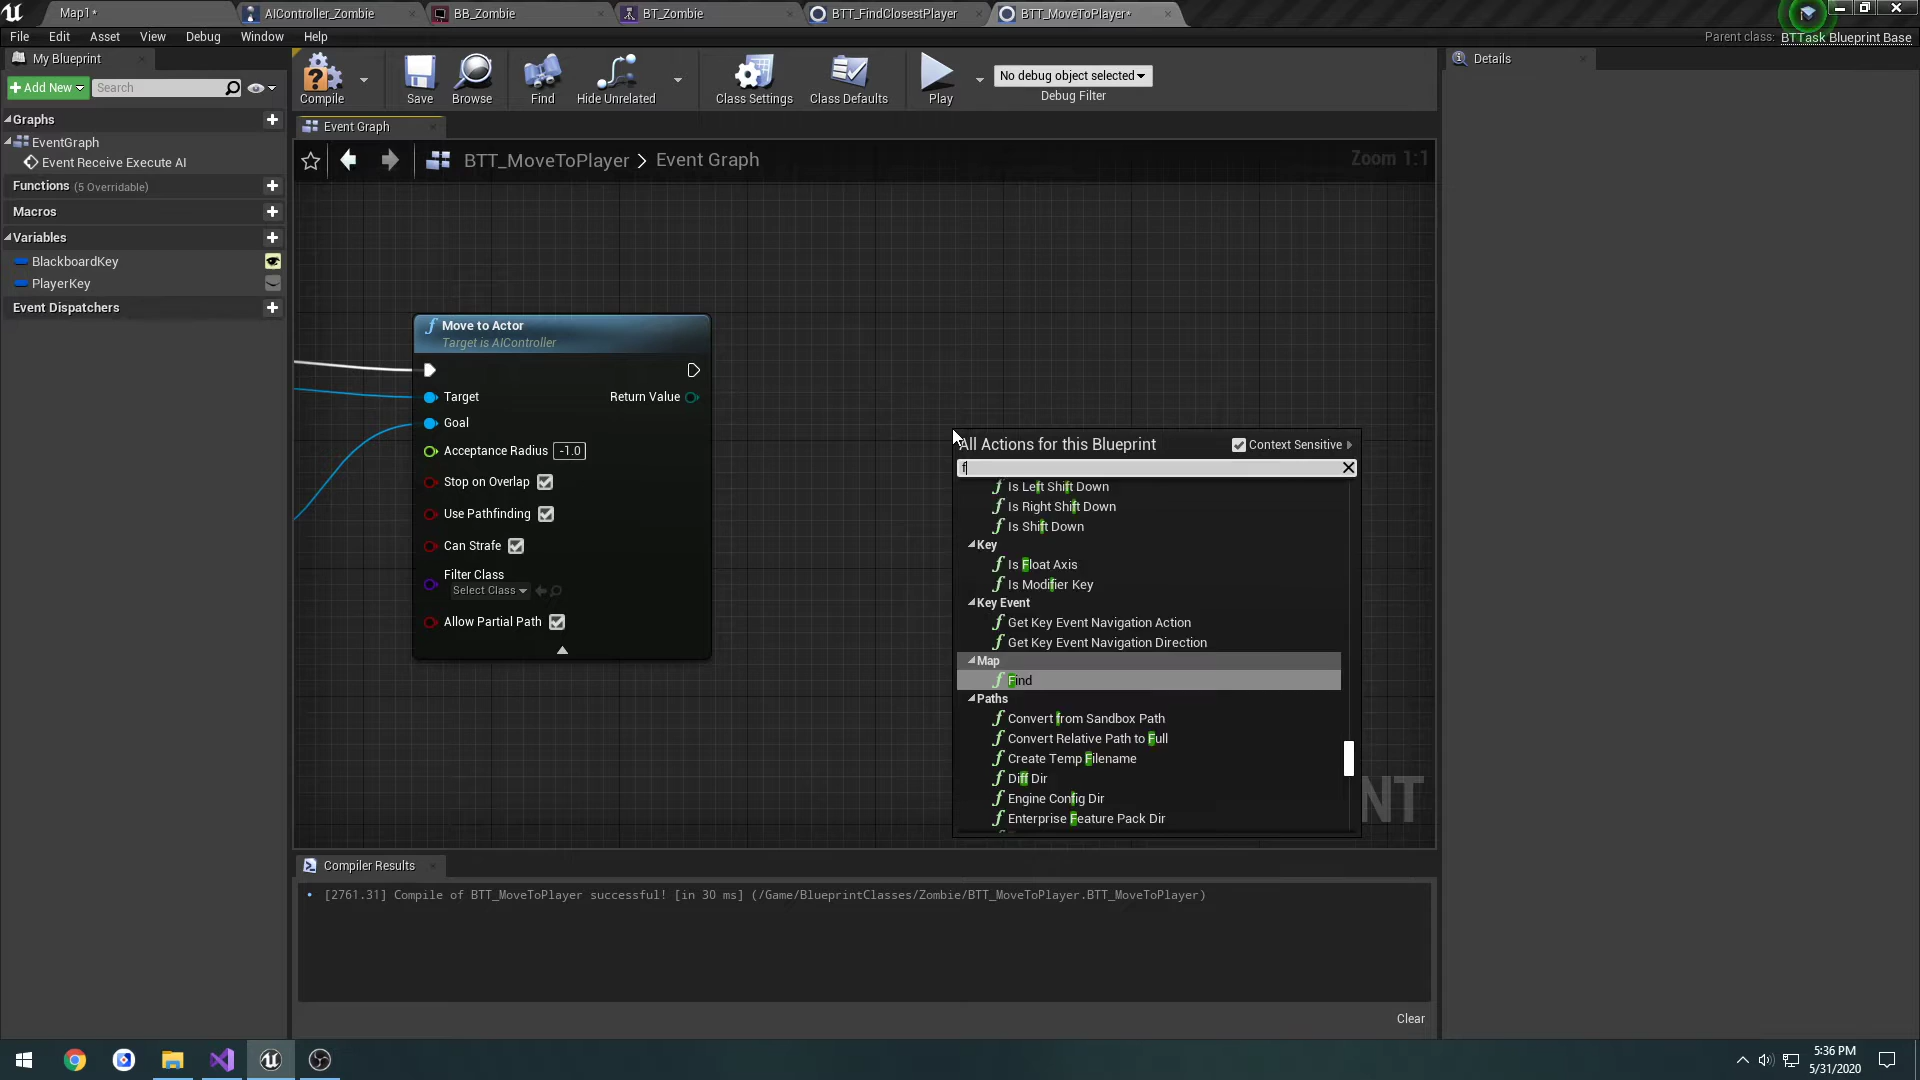 Map1*
AIController_Zombie
BB_Zombie
BT_Zombie
BTT_FindClosestPlayer
BTT_MoveToPlayer*
File Edit Asset View Debug Window Help
Parent class: BTTask Blueprint Base
My Blueprint
Details
+ Add New
Search
Compile
Save
Browse
Find
Hide Unrelated
Class Settings
Class Defaults
Play
No debug object selected
Debug Filter
Graphs
EventGraph
Event Receive Execute AI
Functions (5 Overridable)
Macros
Variables
BlackboardKey
PlayerKey
Event Dispatchers
Event Graph
BTT_MoveToPlayer > Event Graph
Zoom 1:1
f Move to Actor
Target is AIController
Target
Return Value
Goal
Acceptance Radius -1.0
Stop on Overlap
Use Pathfinding
Can Strafe
Filter Class
Select Class
Allow Partial Path
All Actions for this Blueprint
Context Sensitive
f
f Is Left Shift Down
f Is Right Shift Down
f Is Shift Down
Key
f Is Float Axis
f Is Modifier Key
Key Event
f Get Key Event Navigation Action
f Get Key Event Navigation Direction
Map
f Find
Paths
f Convert from Sandbox Path
f Convert Relative Path to Full
f Create Temp Filename
f Diff Dir
f Engine Config Dir
f Enterprise Feature Pack Dir
NT
Compiler Results
• [2761.31] Compile of BTT_MoveToPlayer successful! [in 30 ms] (/Game/BlueprintClasses/Zombie/BTT_MoveToPlayer.BTT_MoveToPlayer)
Clear
5:36 PM
5/31/2020